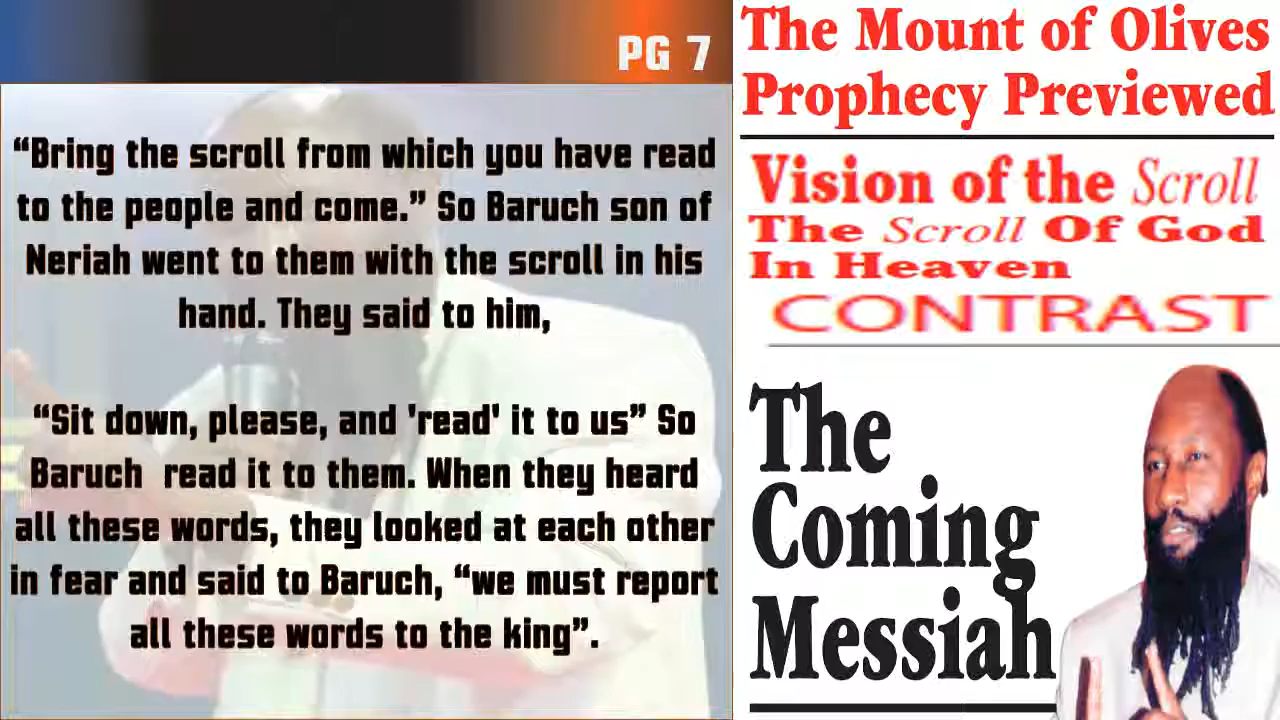 PG 7
“Bring the scroll from which you have read
to the people and come.” So Baruch son of
Neriah went to them with the scroll in his
hand. They said to him,
“Sit down, please, and 'read' it to us” So
Baruch read it to them. When they heard
all these words, they looked at each other
in fear and said to Baruch, “we must report
all these words to the king”.
The Mount of Olives
Prophecy Previewed
Vision of the Scroll
The Scroll Of God
In Heaven
CONTRAST
The
Coming
Messiah